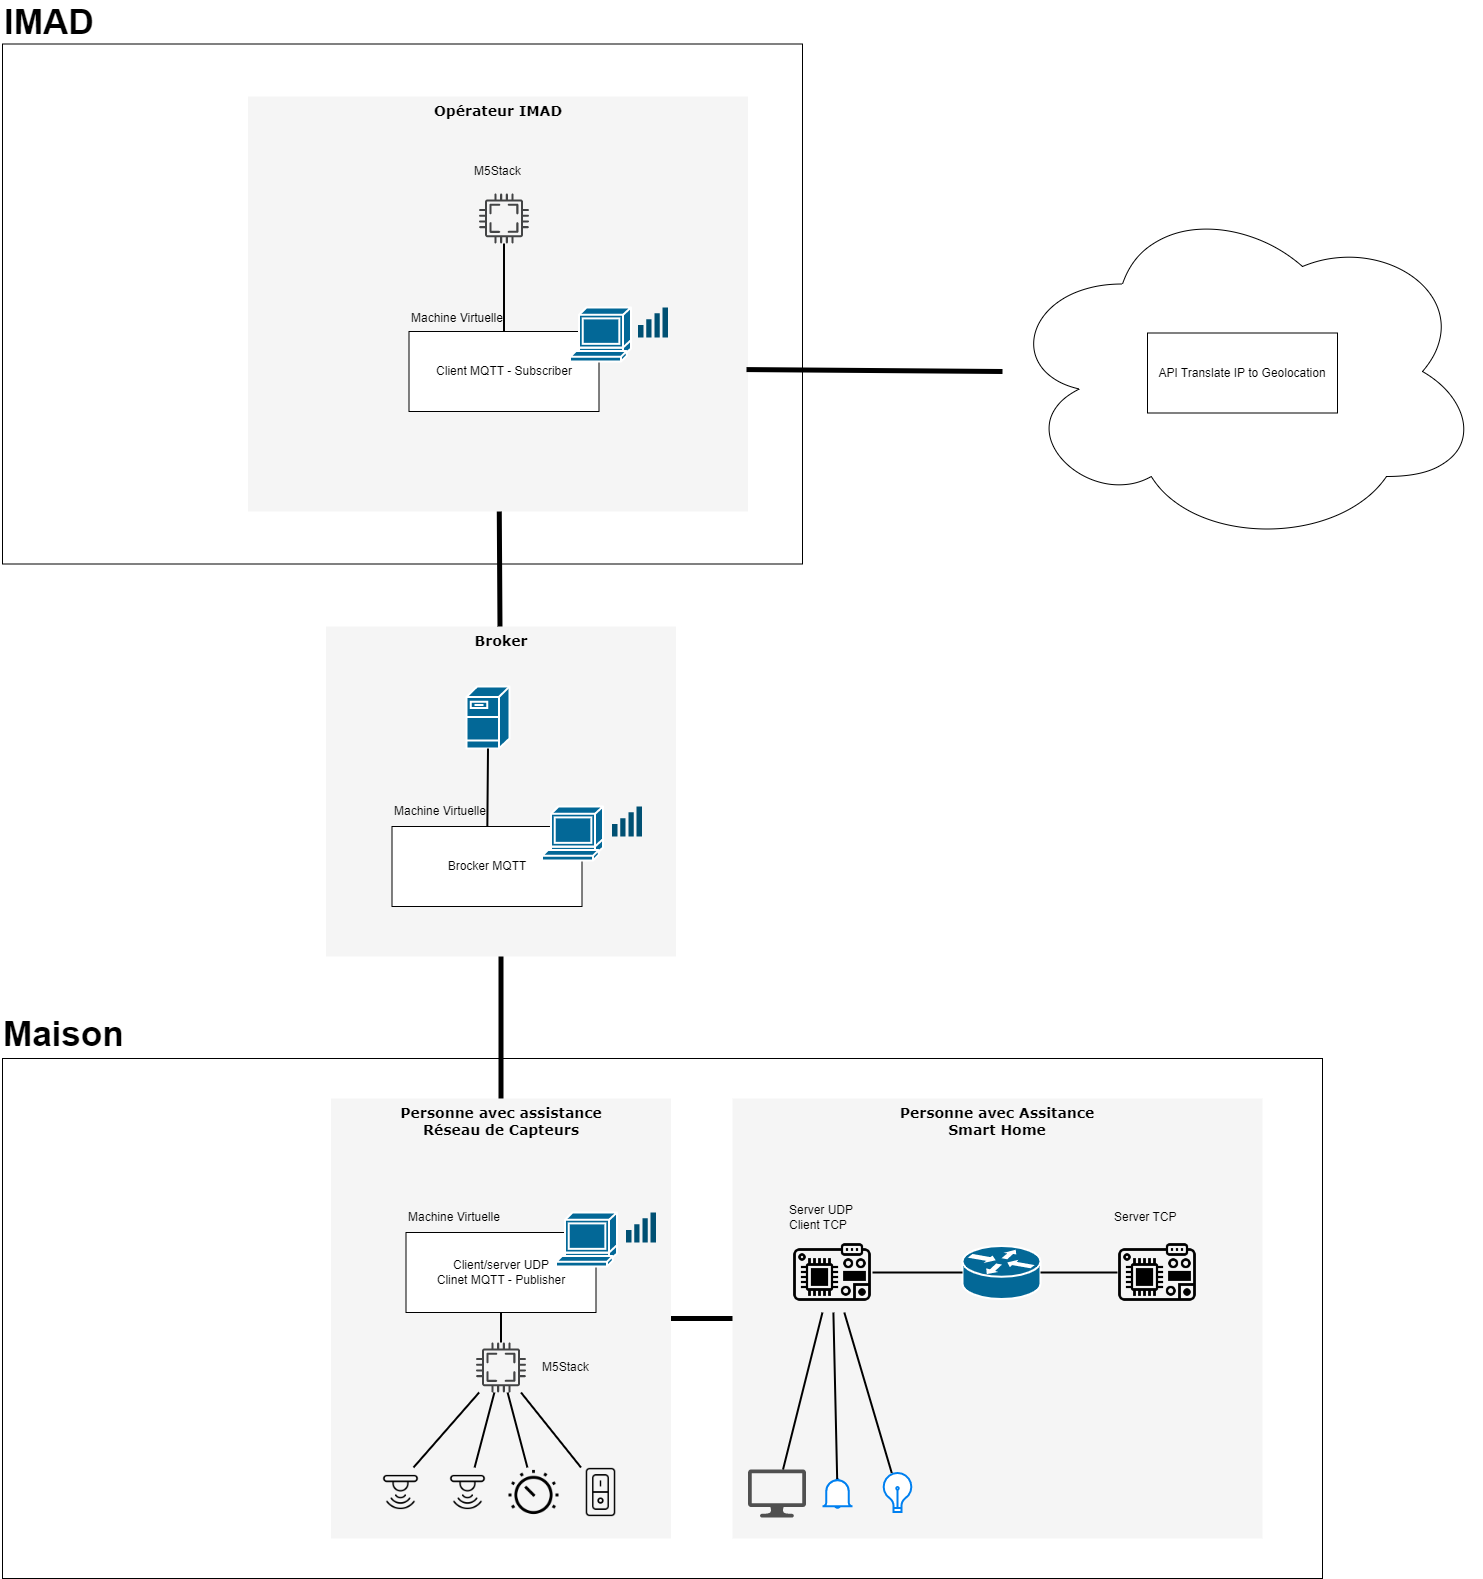 IMAD
Opérateur IMAD
M5Stack
Machine Virtuelle
Client MQTT - Subscriber
API Translate IP to Geolocation
Broker
Machine Virtuelle
Brocker MQTT
Maison
Personne avec assistance
Réseau de Capteurs
Machine Virtuelle
Client/server UDP
Clinet MQTT - Publisher
M5Stack
Personne avec Assitance
Smart Home
Server UDP
Client TCP
Server TCP